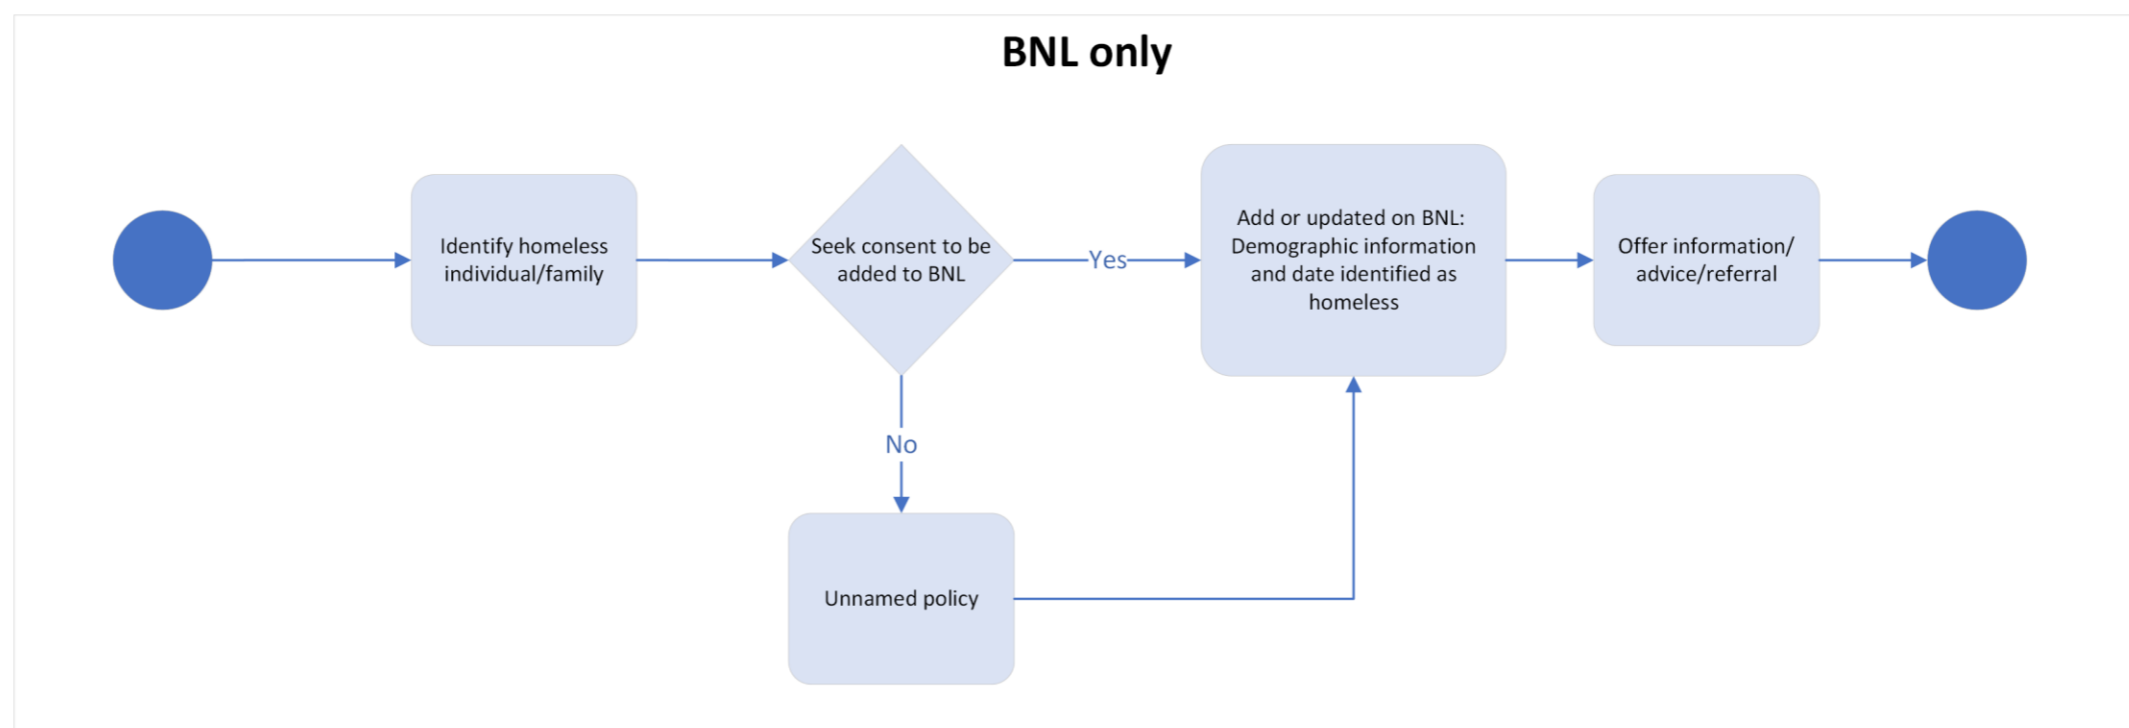 BNL only
Identify homeless
individual/family
Seek consent to be
added to BNL
Yes
Add or updated on BNL:
Demographic information
and date identified as
homeless
Offer information/
advice/referral
No
Unnamed policy